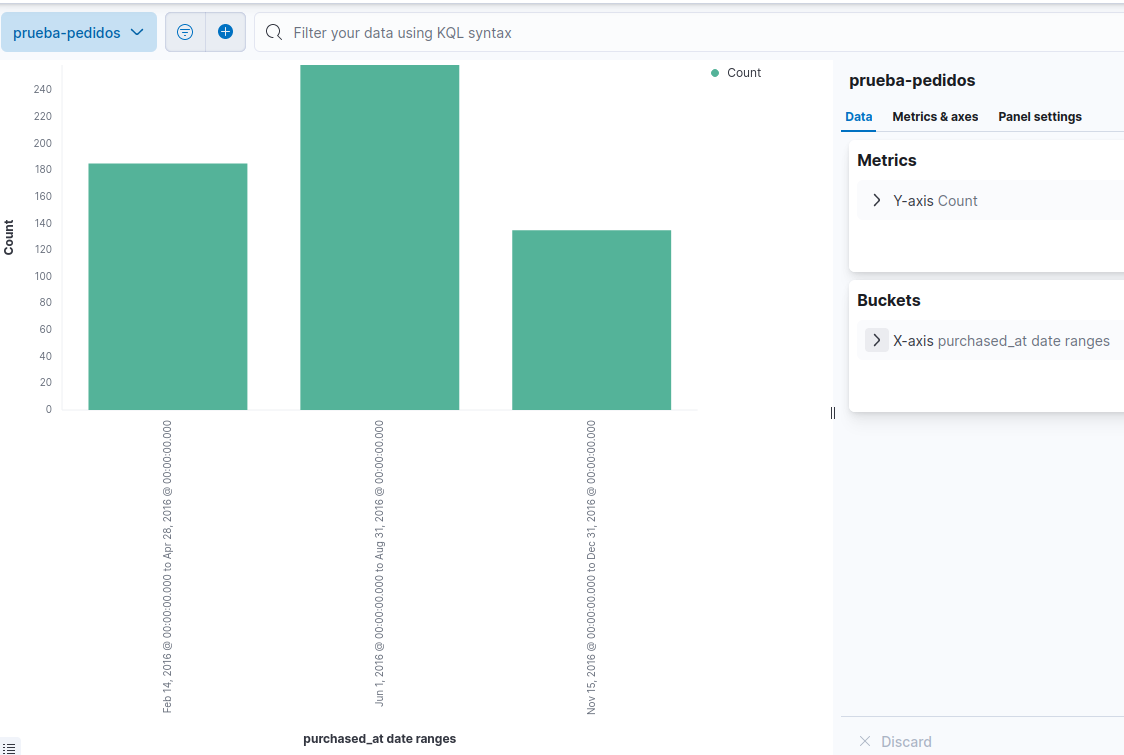 prueba-pedidos
Filter your data using KQL syntax
Count
240
220
200
180
160
140
120
100
80
60
40
20
0
Count
Feb 14, 2016 @ 00:00:00.000 to Apr 28, 2016 @ 00:00:00.000
Jun 1, 2016 @ 00:00:00.000 to Aug 31, 2016 @ 00:00:00.000
Nov 15, 2016 @ 00:00:00.000 to Dec 31, 2016 @ 00:00:00.000
purchased_at date ranges
prueba-pedidos
Data Metrics & axes Panel settings
Metrics
Y-axis Count
Buckets
X-axis purchased_at date ranges
Discard